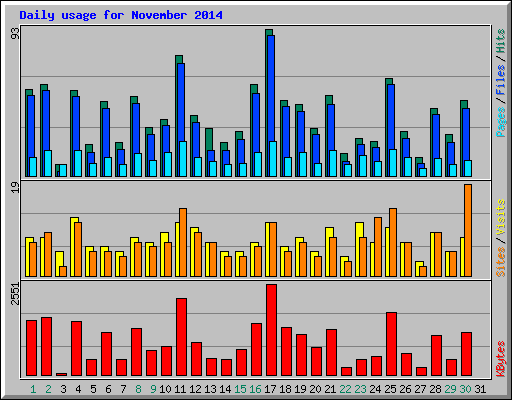 Daily usage for November 2014
93
Pages / Files / Hits
19
Sites / Visits
2551
KBytes
1 2 3 4 5 6 7 8 9 10 11 12 13 14 15 16 17 18 19 20 21 22 23 24 25 26 27 28 29 30 31